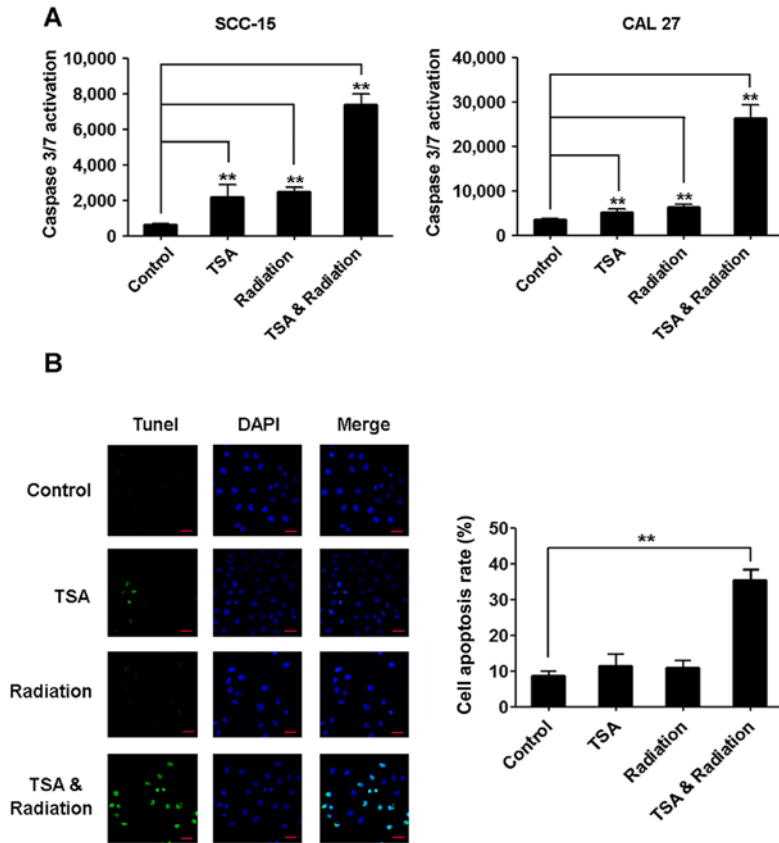 A
SCC-15
Caspase 3/7 activation
10,000
8,000
6,000
4,000
2,000
0
**
**
**
Control
TSA
Radiation
TSA & Radiation
CAL 27
Caspase 3/7 activation
40,000
30,000
20,000
10,000
0
**
**
**
Control
TSA
Radiation
TSA & Radiation
B
Tunel
DAPI
Merge
Control
TSA
Radiation
TSA &
Radiation
Cell apoptosis rate (%)
50
40
30
20
10
0
**
Control
TSA
Radiation
TSA & Radiation